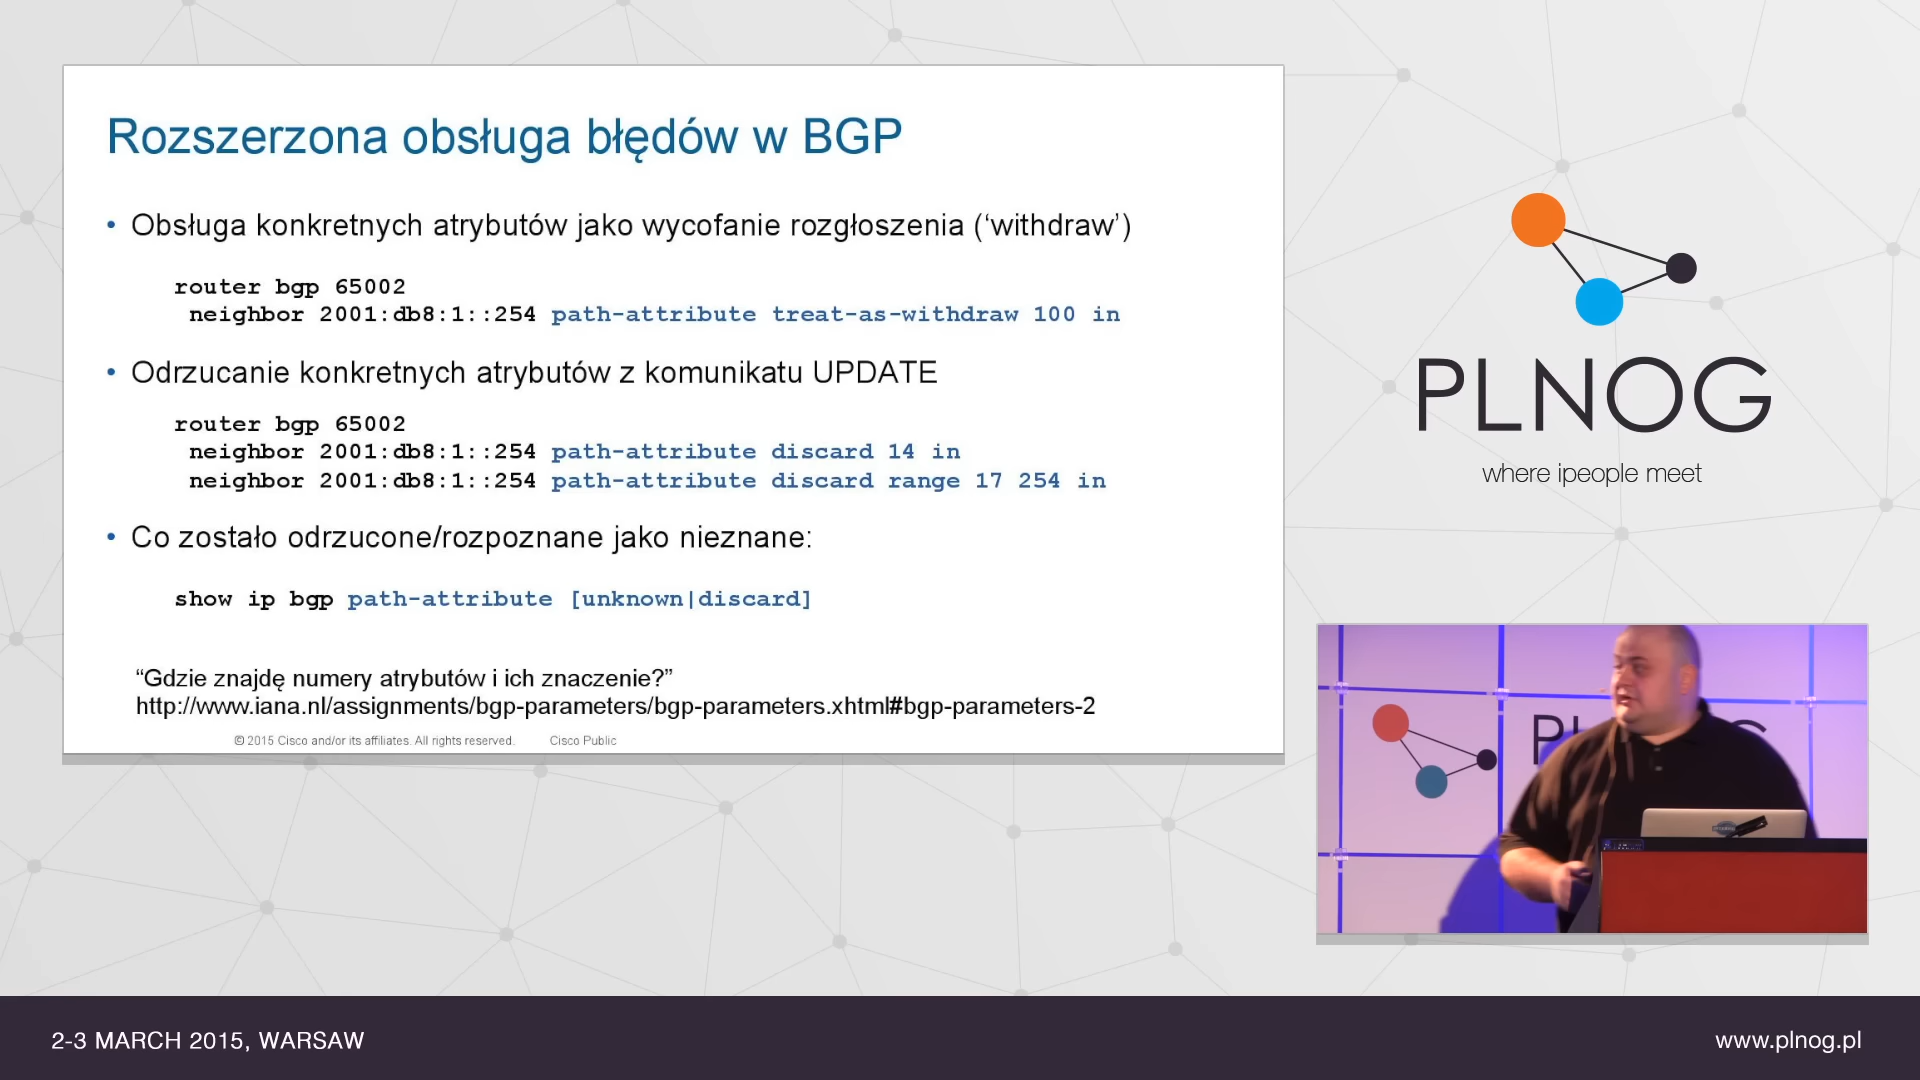 Rozszerzona obsługa błędów w BGP
• Obsługa konkretnych atrybutów jako wycofanie rozgłoszenia (‘withdraw’)
router bgp 65002
neighbor 2001:db8:1::254 path-attribute treat-as-withdraw 100 in
• Odrzucanie konkretnych atrybutów z komunikatu UPDATE
router bgp 65002
neighbor 2001:db8:1::254 path-attribute discard 14 in
neighbor 2001:db8:1::254 path-attribute discard range 17 254 in
• Co zostało odrzucone/rozpoznane jako nieznane:
show ip bgp path-attribute [unknown|discard]
“Gdzie znajdę numery atrybutów i ich znaczenie?”
http://www.iana.nl/assignments/bgp-parameters/bgp-parameters.xhtml#bgp-parameters-2
© 2015 Cisco and/or its affiliates. All rights reserved. Cisco Public
PLNOG
where ipeople meet
2-3 MARCH 2015, WARSAW
www.plnog.pl